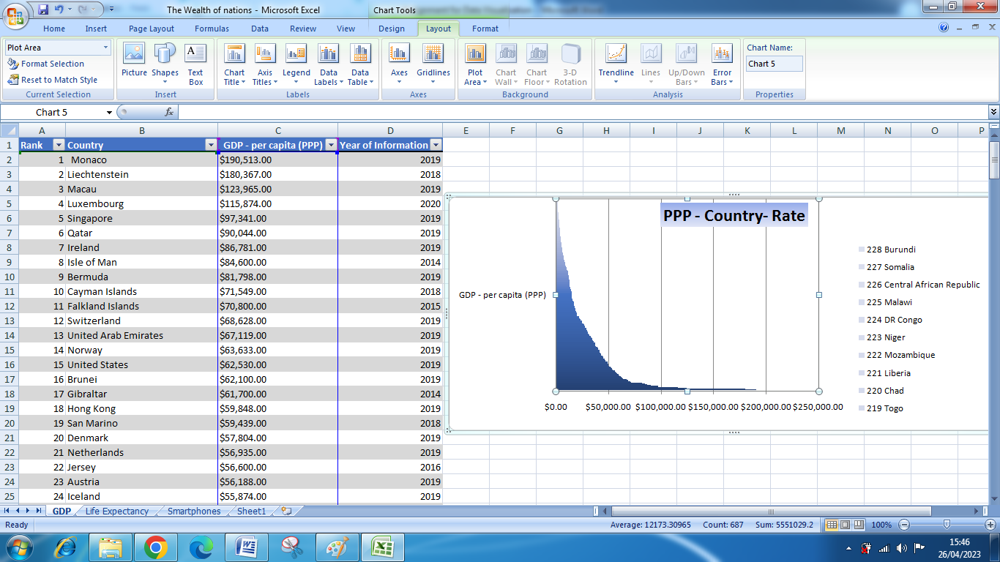 The Wealth of nations - Microsoft Excel
Chart Tools
Home Insert Page Layout Formulas Data Review View Design Layout Format
Plot Area
Format Selection
Reset to Match Style
Current Selection
Picture Shapes Text Box
Insert
Chart Title Axis Titles Legend Data Labels Data Table
Labels
Axes Gridlines
Axes
Plot Area Chart Wall Chart Floor 3-D Rotation
Background
Trendline Lines Up/Down Bars Error Bars
Analysis
Chart Name:
Chart 5
Properties
Chart 5 fx
A B C D E F G H I J K L M N O P
1 Rank Country GDP - per capita (PPP) Year of Information
2 1 Monaco $190,513.00 2019
3 2 Liechtenstein $180,367.00 2018
4 3 Macau $123,965.00 2019
5 4 Luxembourg $115,874.00 2020
6 5 Singapore $97,341.00 2019
7 6 Qatar $90,044.00 2019
8 7 Ireland $86,781.00 2019
9 8 Isle of Man $84,600.00 2014
10 9 Bermuda $81,798.00 2019
11 10 Cayman Islands $71,549.00 2018
12 11 Falkland Islands $70,800.00 2015
13 12 Switzerland $68,628.00 2019
14 13 United Arab Emirates $67,119.00 2019
15 14 Norway $63,633.00 2019
16 15 United States $62,530.00 2019
17 16 Brunei $62,100.00 2019
18 17 Gibraltar $61,700.00 2014
19 18 Hong Kong $59,848.00 2019
20 19 San Marino $59,439.00 2018
21 20 Denmark $57,804.00 2019
22 21 Netherlands $56,935.00 2019
23 22 Jersey $56,600.00 2016
24 23 Austria $56,188.00 2019
25 24 Iceland $55,874.00 2019
PPP - Country- Rate
GDP - per capita (PPP)
$0.00 $50,000.00 $100,000.00 $150,000.00 $200,000.00 $250,000.00
228 Burundi
227 Somalia
226 Central African Republic
225 Malawi
224 DR Congo
223 Niger
222 Mozambique
221 Liberia
220 Chad
219 Togo
GDP Life Expectancy Smartphones Sheet1
Ready Average: 12173.30965 Count: 687 Sum: 5551029.2 100%
15:46
26/04/2023